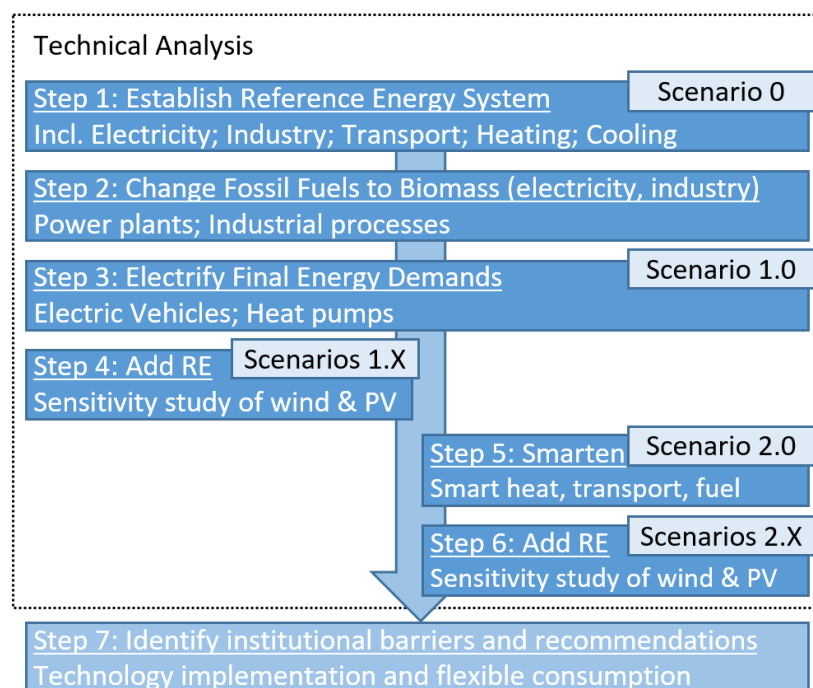 Technical Analysis
Step 1: Establish Reference Energy System
Scenario 0
Incl. Electricity; Industry; Transport; Heating; Cooling
Step 2: Change Fossil Fuels to Biomass (electricity, industry)
Power plants; Industrial processes
Step 3: Electrify Final Energy Demands
Scenario 1.0
Electric Vehicles; Heat pumps
Step 4: Add RE
Scenarios 1.X
Sensitivity study of wind & PV
Step 5: Smarten
Scenario 2.0
Smart heat, transport, fuel
Step 6: Add RE
Scenarios 2.X
Sensitivity study of wind & PV
Step 7: Identify institutional barriers and recommendations
Technology implementation and flexible consumption